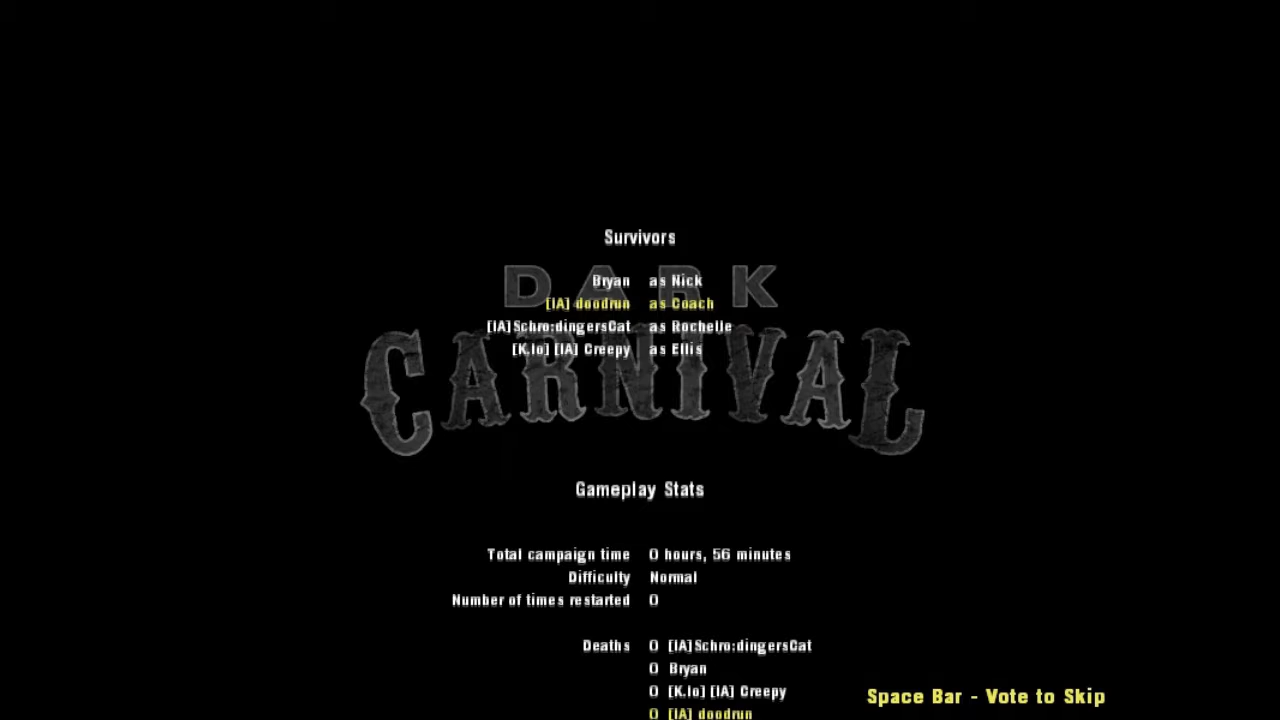 Survivors
DARK
Bryan as Nick
[IA] doodrun as Coach
[IA]Schro:dingersCat as Rochelle
[K.lo] [IA] Creepy as Ellis
CARNIVAL
Gameplay Stats
Total campaign time 0 hours, 56 minutes
Difficulty Normal
Number of times restarted 0
Deaths 0 [IA]Schro:dingersCat
0 Bryan
0 [K.lo] [IA] Creepy
0 [IA] doodrun
Space Bar - Vote to Skip